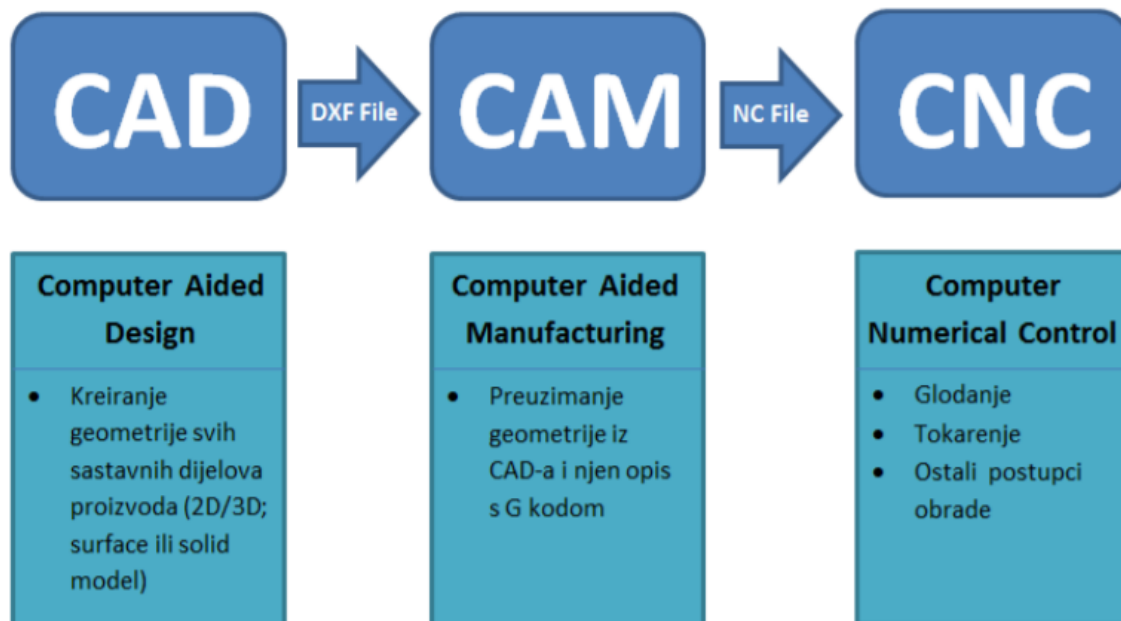 CAD
DXF File
CAM
NC File
CNC
Computer Aided
Design
• Kreiranje
geometrije svih
sastavnih dijelova
proizvoda (2D/3D;
surface ili solid
model)
Computer Aided
Manufacturing
• Preuzimanje
geometrije iz
CAD-a i njen opis
s G kodom
Computer
Numerical Control
• Glodanje
• Tokarenje
• Ostali postupci
obrade